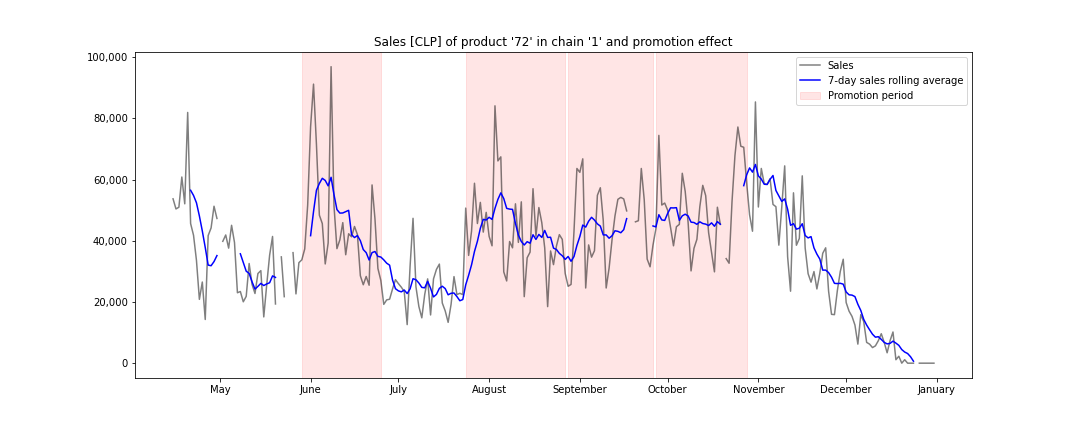 Sales [CLP] of product '72' in chain '1' and promotion effect
100,000
80,000
60,000
40,000
20,000
0
Sales
7-day sales rolling average
Promotion period
May June July August September October November December January